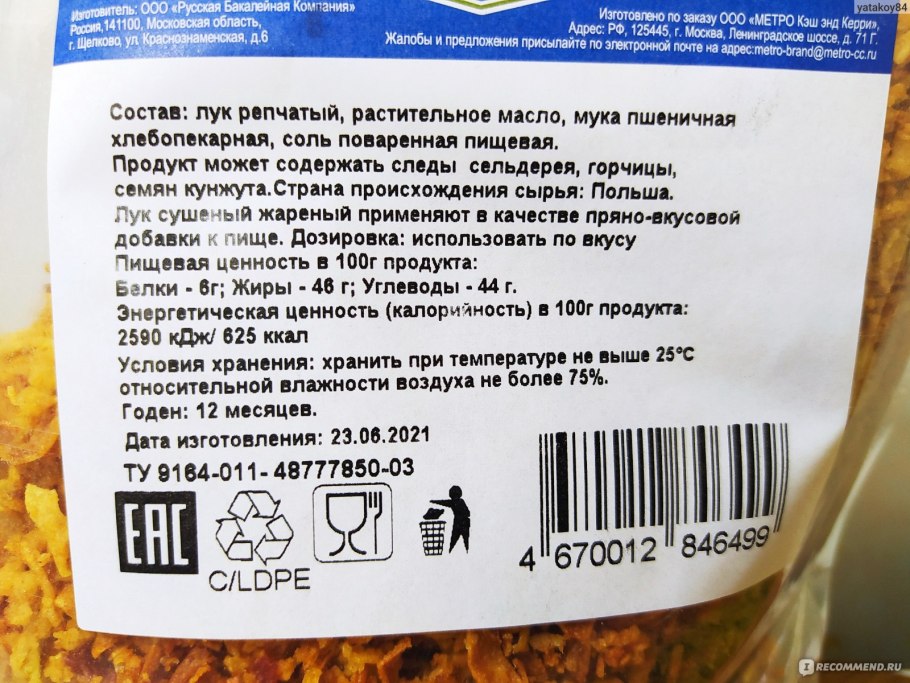 yatakoy84
Изготовитель: ООО «Русская Бакалейная Компания»
Россия,141100, Московская область,
г. Щелково, ул. Краснознаменская, д.6
Изготовлено по заказу ООО «МЕТРО Кэш энд Керри»,
Адрес: РФ, 125445, г. Москва, Ленинградское шоссе, д. 71 Г.
Жалобы и предложения присылайте по электронной почте на адрес:metro-brand@metro-cc.ru
Состав: лук репчатый, растительное масло, мука пшеничная
хлебопекарная, соль поваренная пищевая.
Продукт может содержать следы сельдерея, горчицы,
семян кунжута.Страна происхождения сырья: Польша.
Лук сушеный жареный применяют в качестве пряно-вкусовой
добавки к пище. Дозировка: использовать по вкусу
Пищевая ценность в 100г продукта:
Белки - 6г; Жиры - 46 г; Углеводы - 44 г.
Энергетическая ценность (калорийность) в 100г продукта:
2590 кДж/ 625 ккал
Условия хранения: хранить при температуре не выше 25°С
относительной влажности воздуха не более 75%.
Годен: 12 месяцев.
Дата изготовления: 23.06.2021
ТУ 9164-011- 48777850-03
EAC
C/LDPE
4 670012 846499
I RECOMMEND.RU